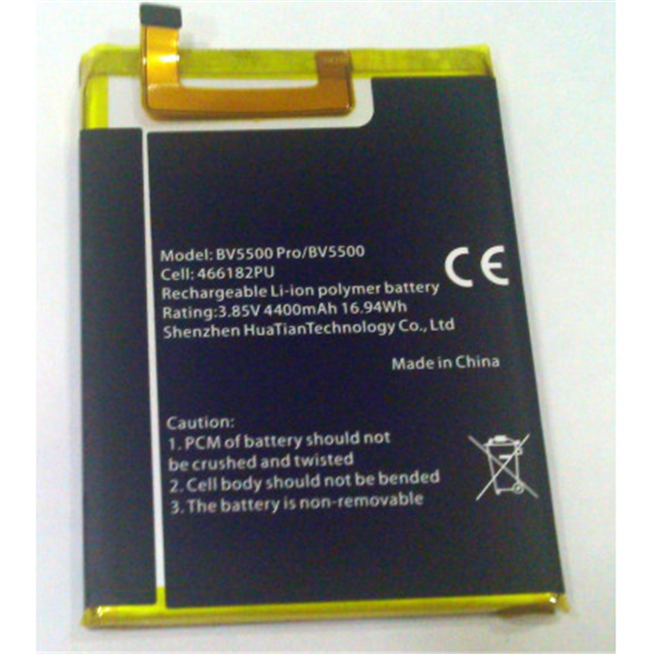 Model: BV5500 Pro/BV5500
Cell: 466182PU
Rechargeable Li-ion polymer battery
Rating:3.85V 4400mAh 16.94Wh
Shenzhen HuaTianTechnology Co., Ltd
CE
Made in China
Caution:
1. PCM of battery should not
be crushed and twisted
2. Cell body should not be bended
3. The battery is non-removable